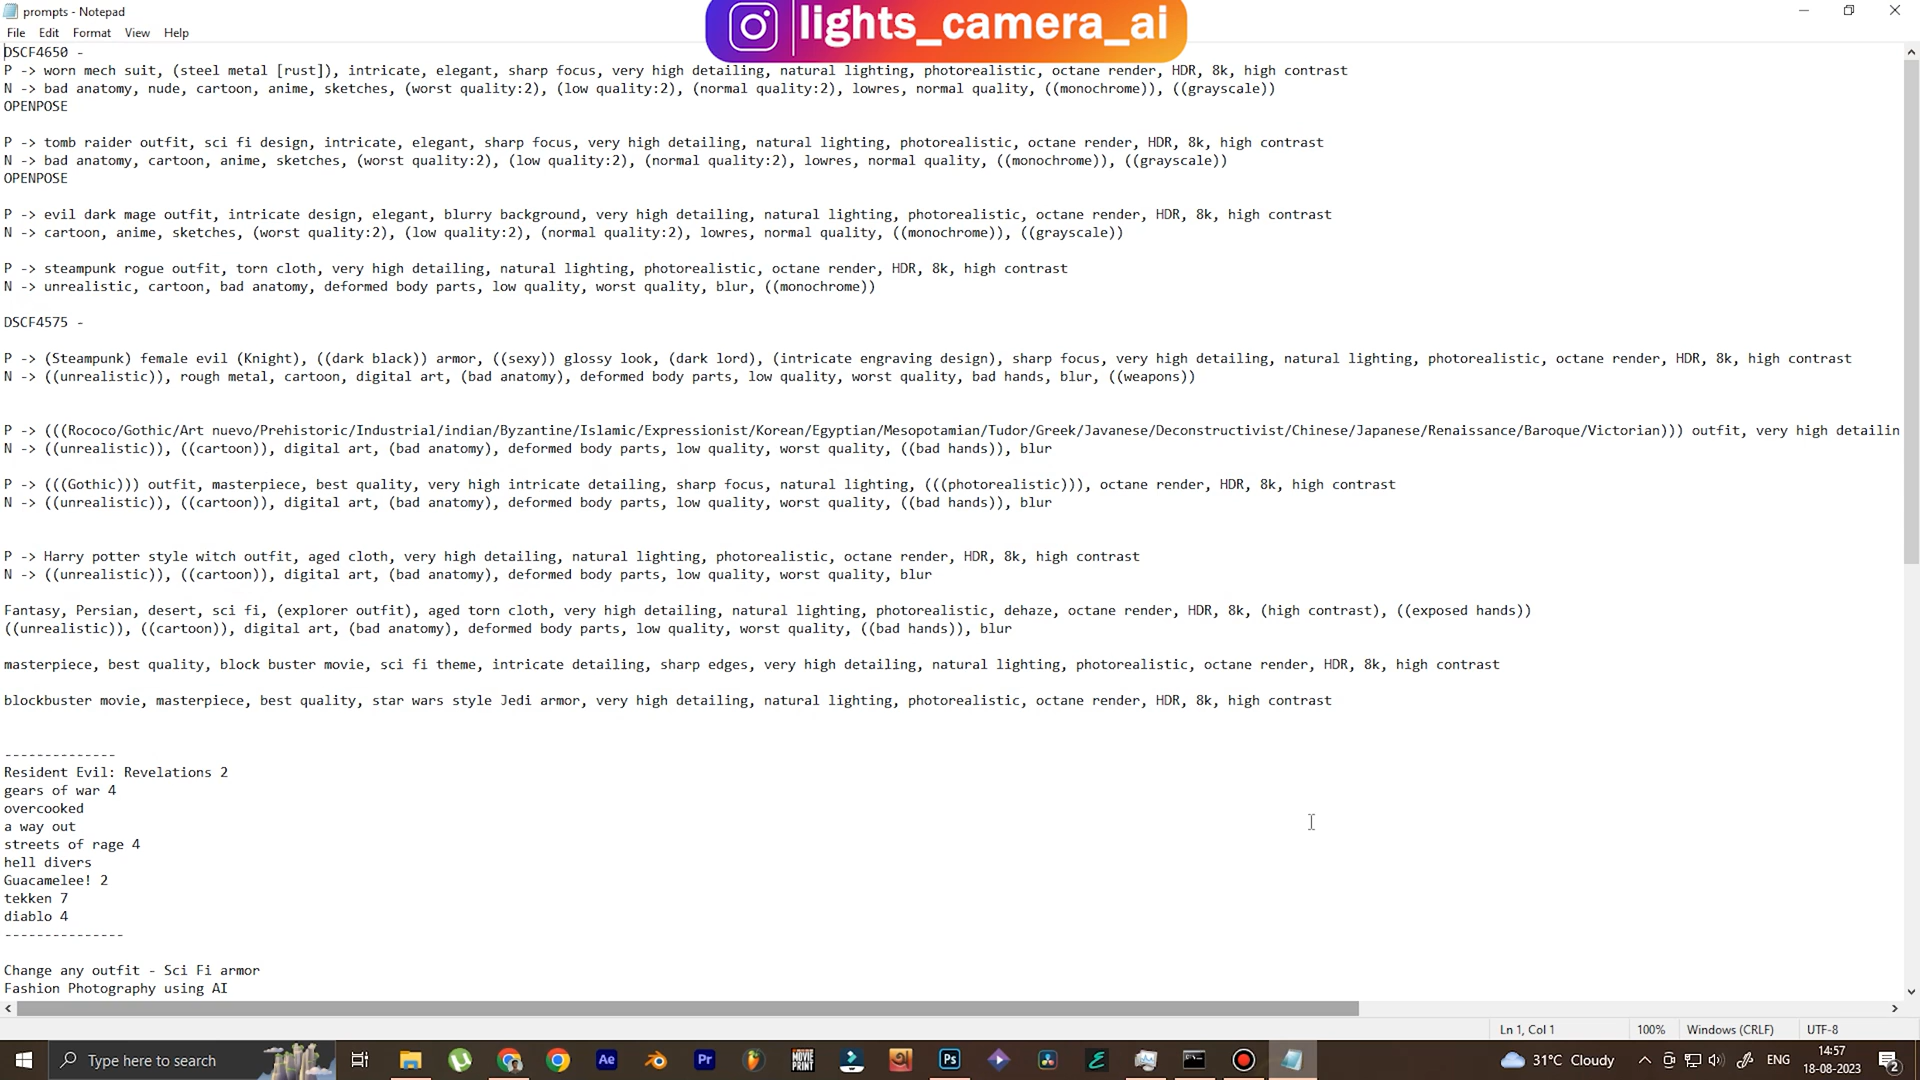 prompts - Notepad
lights_camera_ai
File Edit Format View Help
DSCF4650 -
P -> worn mech suit, (steel metal [rust]), intricate, elegant, sharp focus, very high detailing, natural lighting, photorealistic, octane render, HDR, 8k, high contrast
N -> bad anatomy, nude, cartoon, anime, sketches, (worst quality:2), (low quality:2), (normal quality:2), lowres, normal quality, ((monochrome)), ((grayscale))
OPENPOSE
P -> tomb raider outfit, sci fi design, intricate, elegant, sharp focus, very high detailing, natural lighting, photorealistic, octane render, HDR, 8k, high contrast
N -> bad anatomy, cartoon, anime, sketches, (worst quality:2), (low quality:2), (normal quality:2), lowres, normal quality, ((monochrome)), ((grayscale))
OPENPOSE
P -> evil dark mage outfit, intricate design, elegant, blurry background, very high detailing, natural lighting, photorealistic, octane render, HDR, 8k, high contrast
N -> cartoon, anime, sketches, (worst quality:2), (low quality:2), (normal quality:2), lowres, normal quality, ((monochrome)), ((grayscale))
P -> steampunk rogue outfit, torn cloth, very high detailing, natural lighting, photorealistic, octane render, HDR, 8k, high contrast
N -> unrealistic, cartoon, bad anatomy, deformed body parts, low quality, worst quality, blur, ((monochrome))
DSCF4575 -
P -> (Steampunk) female evil (Knight), ((dark black)) armor, ((sexy)) glossy look, (dark lord), (intricate engraving design), sharp focus, very high detailing, natural lighting, photorealistic, octane render, HDR, 8k, high contrast
N -> ((unrealistic)), rough metal, cartoon, digital art, (bad anatomy), deformed body parts, low quality, worst quality, bad hands, blur, ((weapons))
P -> (((Rococo/Gothic/Art nuevo/Prehistoric/Industrial/indian/Byzantine/Islamic/Expressionist/Korean/Egyptian/Mesopotamian/Tudor/Greek/Javanese/Deconstructivist/Chinese/Japanese/Renaissance/Baroque/Victorian))) outfit, very high detailin
N -> ((unrealistic)), ((cartoon)), digital art, (bad anatomy), deformed body parts, low quality, worst quality, ((bad hands)), blur
P -> (((Gothic))) outfit, masterpiece, best quality, very high intricate detailing, sharp focus, natural lighting, (((photorealistic))), octane render, HDR, 8k, high contrast
N -> ((unrealistic)), ((cartoon)), digital art, (bad anatomy), deformed body parts, low quality, worst quality, ((bad hands)), blur
P -> Harry potter style witch outfit, aged cloth, very high detailing, natural lighting, photorealistic, octane render, HDR, 8k, high contrast
N -> ((unrealistic)), ((cartoon)), digital art, (bad anatomy), deformed body parts, low quality, worst quality, blur
Fantasy, Persian, desert, sci fi, (explorer outfit), aged torn cloth, very high detailing, natural lighting, photorealistic, dehaze, octane render, HDR, 8k, (high contrast), ((exposed hands))
((unrealistic)), ((cartoon)), digital art, (bad anatomy), deformed body parts, low quality, worst quality, ((bad hands)), blur
masterpiece, best quality, block buster movie, sci fi theme, intricate detailing, sharp edges, very high detailing, natural lighting, photorealistic, octane render, HDR, 8k, high contrast
blockbuster movie, masterpiece, best quality, star wars style Jedi armor, very high detailing, natural lighting, photorealistic, octane render, HDR, 8k, high contrast
--------------
Resident Evil: Revelations 2
gears of war 4
overcooked
a way out
streets of rage 4
hell divers
Guacamelee! 2
tekken 7
diablo 4
---------------
Change any outfit - Sci Fi armor
Fashion Photography using AI
Ln 1, Col 1 100% Windows (CRLF) UTF-8
Type here to search Ae Pr MOVIE PRINT Ps 31°C Cloudy ENG 14:57
18-08-2023 2